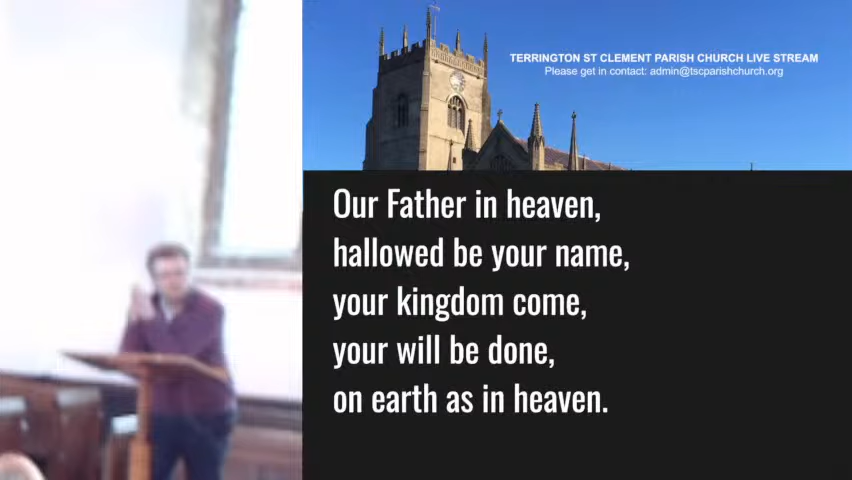 TERRINGTON ST CLEMENT PARISH CHURCH LIVE STREAM
Please get in contact: admin@tscparishchurch.org
Our Father in heaven,
hallowed be your name,
your kingdom come,
your will be done,
on earth as in heaven.